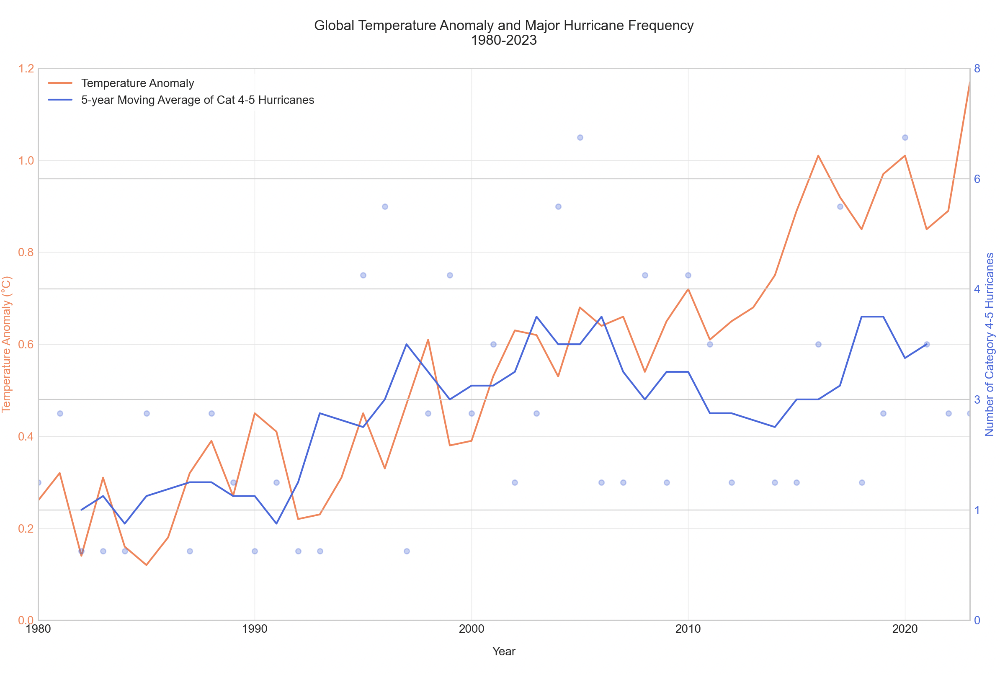 Global Temperature Anomaly and Major Hurricane Frequency
1980-2023
Temperature Anomaly
5-year Moving Average of Cat 4-5 Hurricanes
Temperature Anomaly (°C)
1.2
1.0
0.8
0.6
0.4
0.2
0.0
8
6
4
3
1
0
Number of Category 4-5 Hurricanes
1980 1990 2000 2010 2020
Year